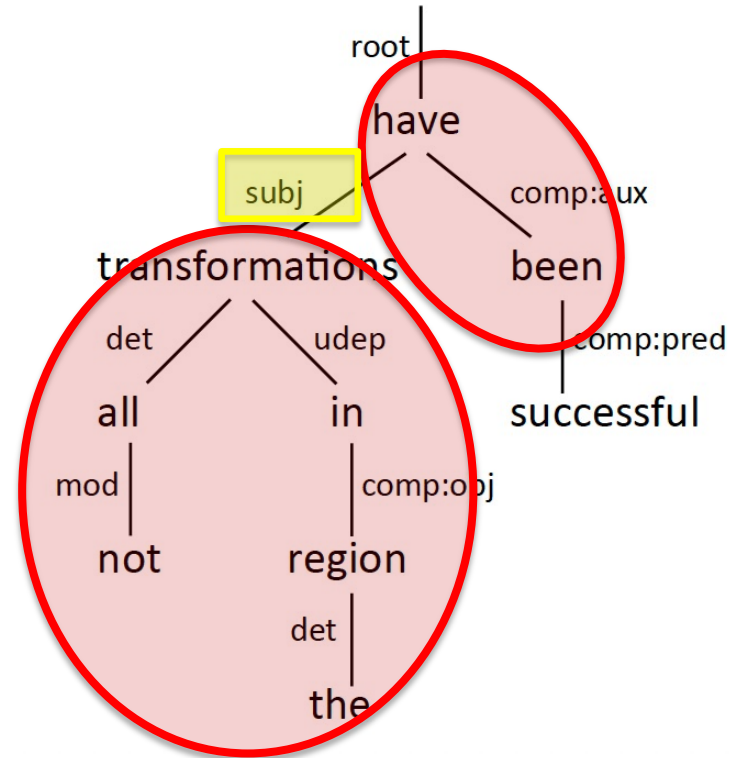 root
have
subj comp:aux
transformations been
det udep comp:pred
all in successful
mod comp:obj
not region
det
the